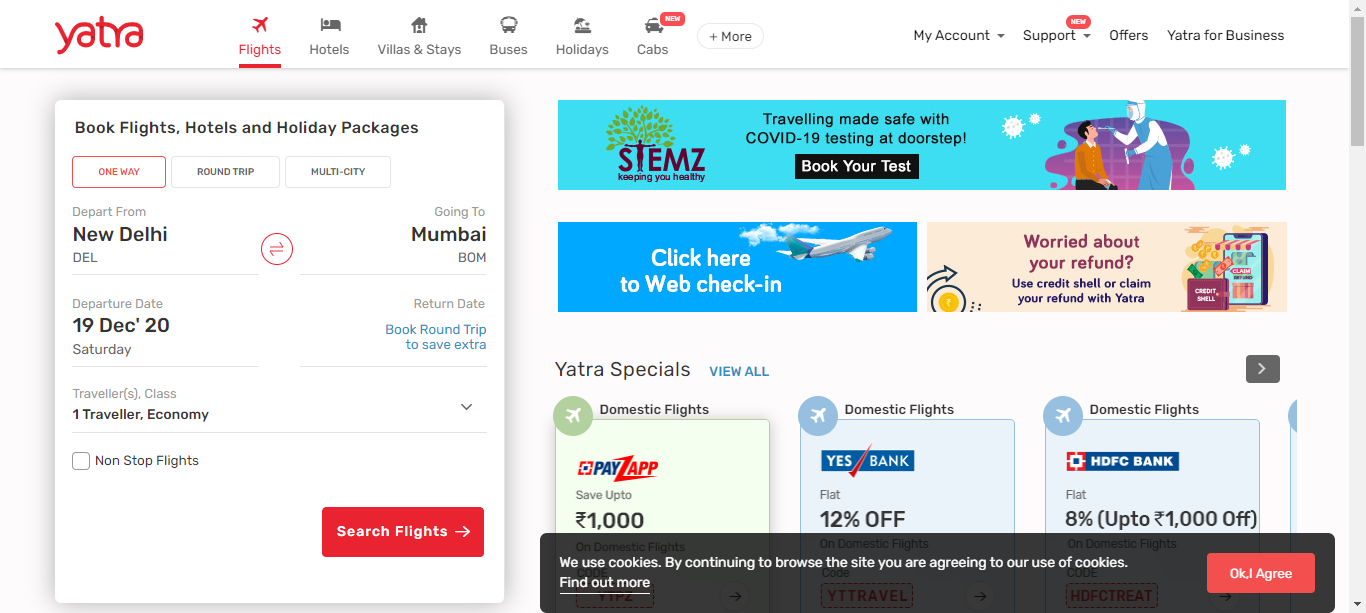 yatra
Flights
Hotels
Villas & Stays
Buses
Holidays
NEW
Cabs
+ More
My Account
NEW
Support
Offers
Yatra for Business
Book Flights, Hotels and Holiday Packages
ONE WAY
ROUND TRIP
MULTI-CITY
Depart From
Going To
New Delhi
Mumbai
DEL
BOM
Departure Date
Return Date
19 Dec' 20
Book Round Trip
to save extra
Saturday
Traveller(s), Class
1 Traveller, Economy
Non Stop Flights
Search Flights
STEMZ
keeping you healthy
Travelling made safe with
COVID-19 testing at doorstep!
Book Your Test
Click here
to Web check-in
Worried about
your refund?
Use credit shell or claim
your refund with Yatra
CREDIT
SHELL
CLAIM
REFUND
Yatra Specials
VIEW ALL
Domestic Flights
PAYZAPP
Save Upto
₹1,000
On Domestic Flights
CODE
YTPZ
Domestic Flights
YES BANK
Flat
12% OFF
On Domestic Flights
Code
YTTRAVEL
Domestic Flights
HDFC BANK
Flat
8% (Upto ₹1,000 Off)
On Domestic Flights
CODE
HDFCTREAT
We use cookies. By continuing to browse the site you are agreeing to our use of cookies.
Find out more
Ok,I Agree